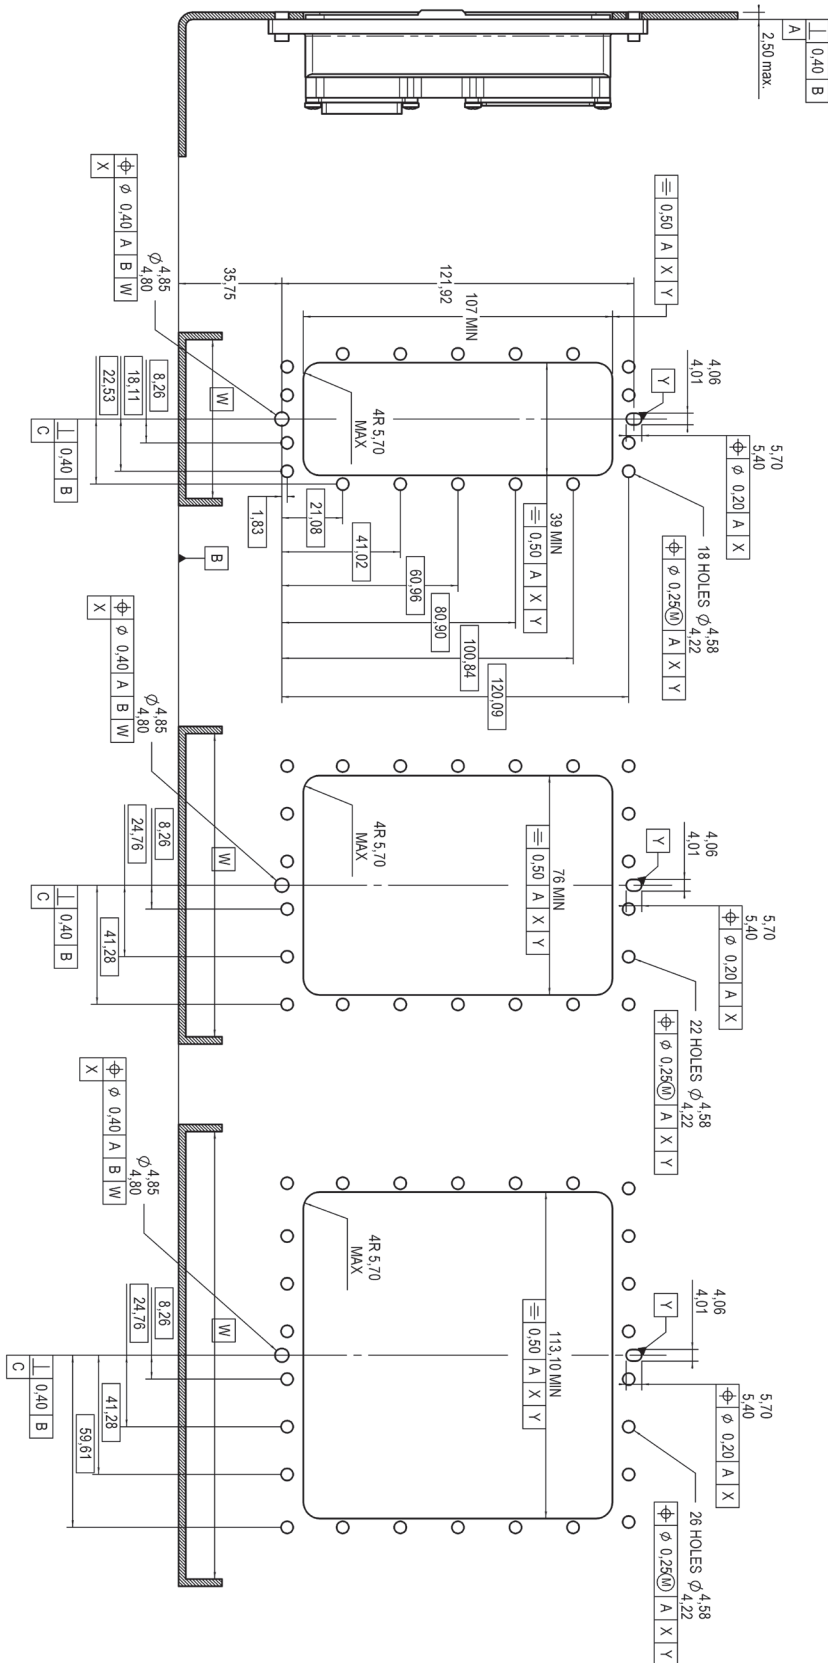 ⊥ 0,40 B
A
2,50 max.
⌯ 0,50 A X Y
121,92
107 MIN
35,75
⌖ Ø 0,40 A B W
X
Ø 4,85
4,80
4,06
4,01
Y
5,70
5,40
⌖ Ø 0,20 A X
18 HOLES Ø 4,58
4,22
⌖ Ø 0,25Ⓜ A X Y
4R 5,70
MAX
39 MIN
⌯ 0,50 A X Y
W
8,26
18,11
22,53
⊥ 0,40 B
C
1,83
21,08
41,02
60,96
80,90
100,84
120,09
B
⌖ Ø 0,40 A B W
X
Ø 4,85
4,80
4,06
4,01
Y
5,70
5,40
⌖ Ø 0,20 A X
22 HOLES Ø 4,58
4,22
⌖ Ø 0,25Ⓜ A X Y
4R 5,70
MAX
76 MIN
⌯ 0,50 A X Y
W
8,26
24,76
41,28
⊥ 0,40 B
C
⌖ Ø 0,40 A B W
X
Ø 4,85
4,80
4,06
4,01
Y
5,70
5,40
⌖ Ø 0,20 A X
26 HOLES Ø 4,58
4,22
⌖ Ø 0,25Ⓜ A X Y
4R 5,70
MAX
113,10 MIN
⌯ 0,50 A X Y
W
8,26
24,76
41,28
59,61
⊥ 0,40 B
C